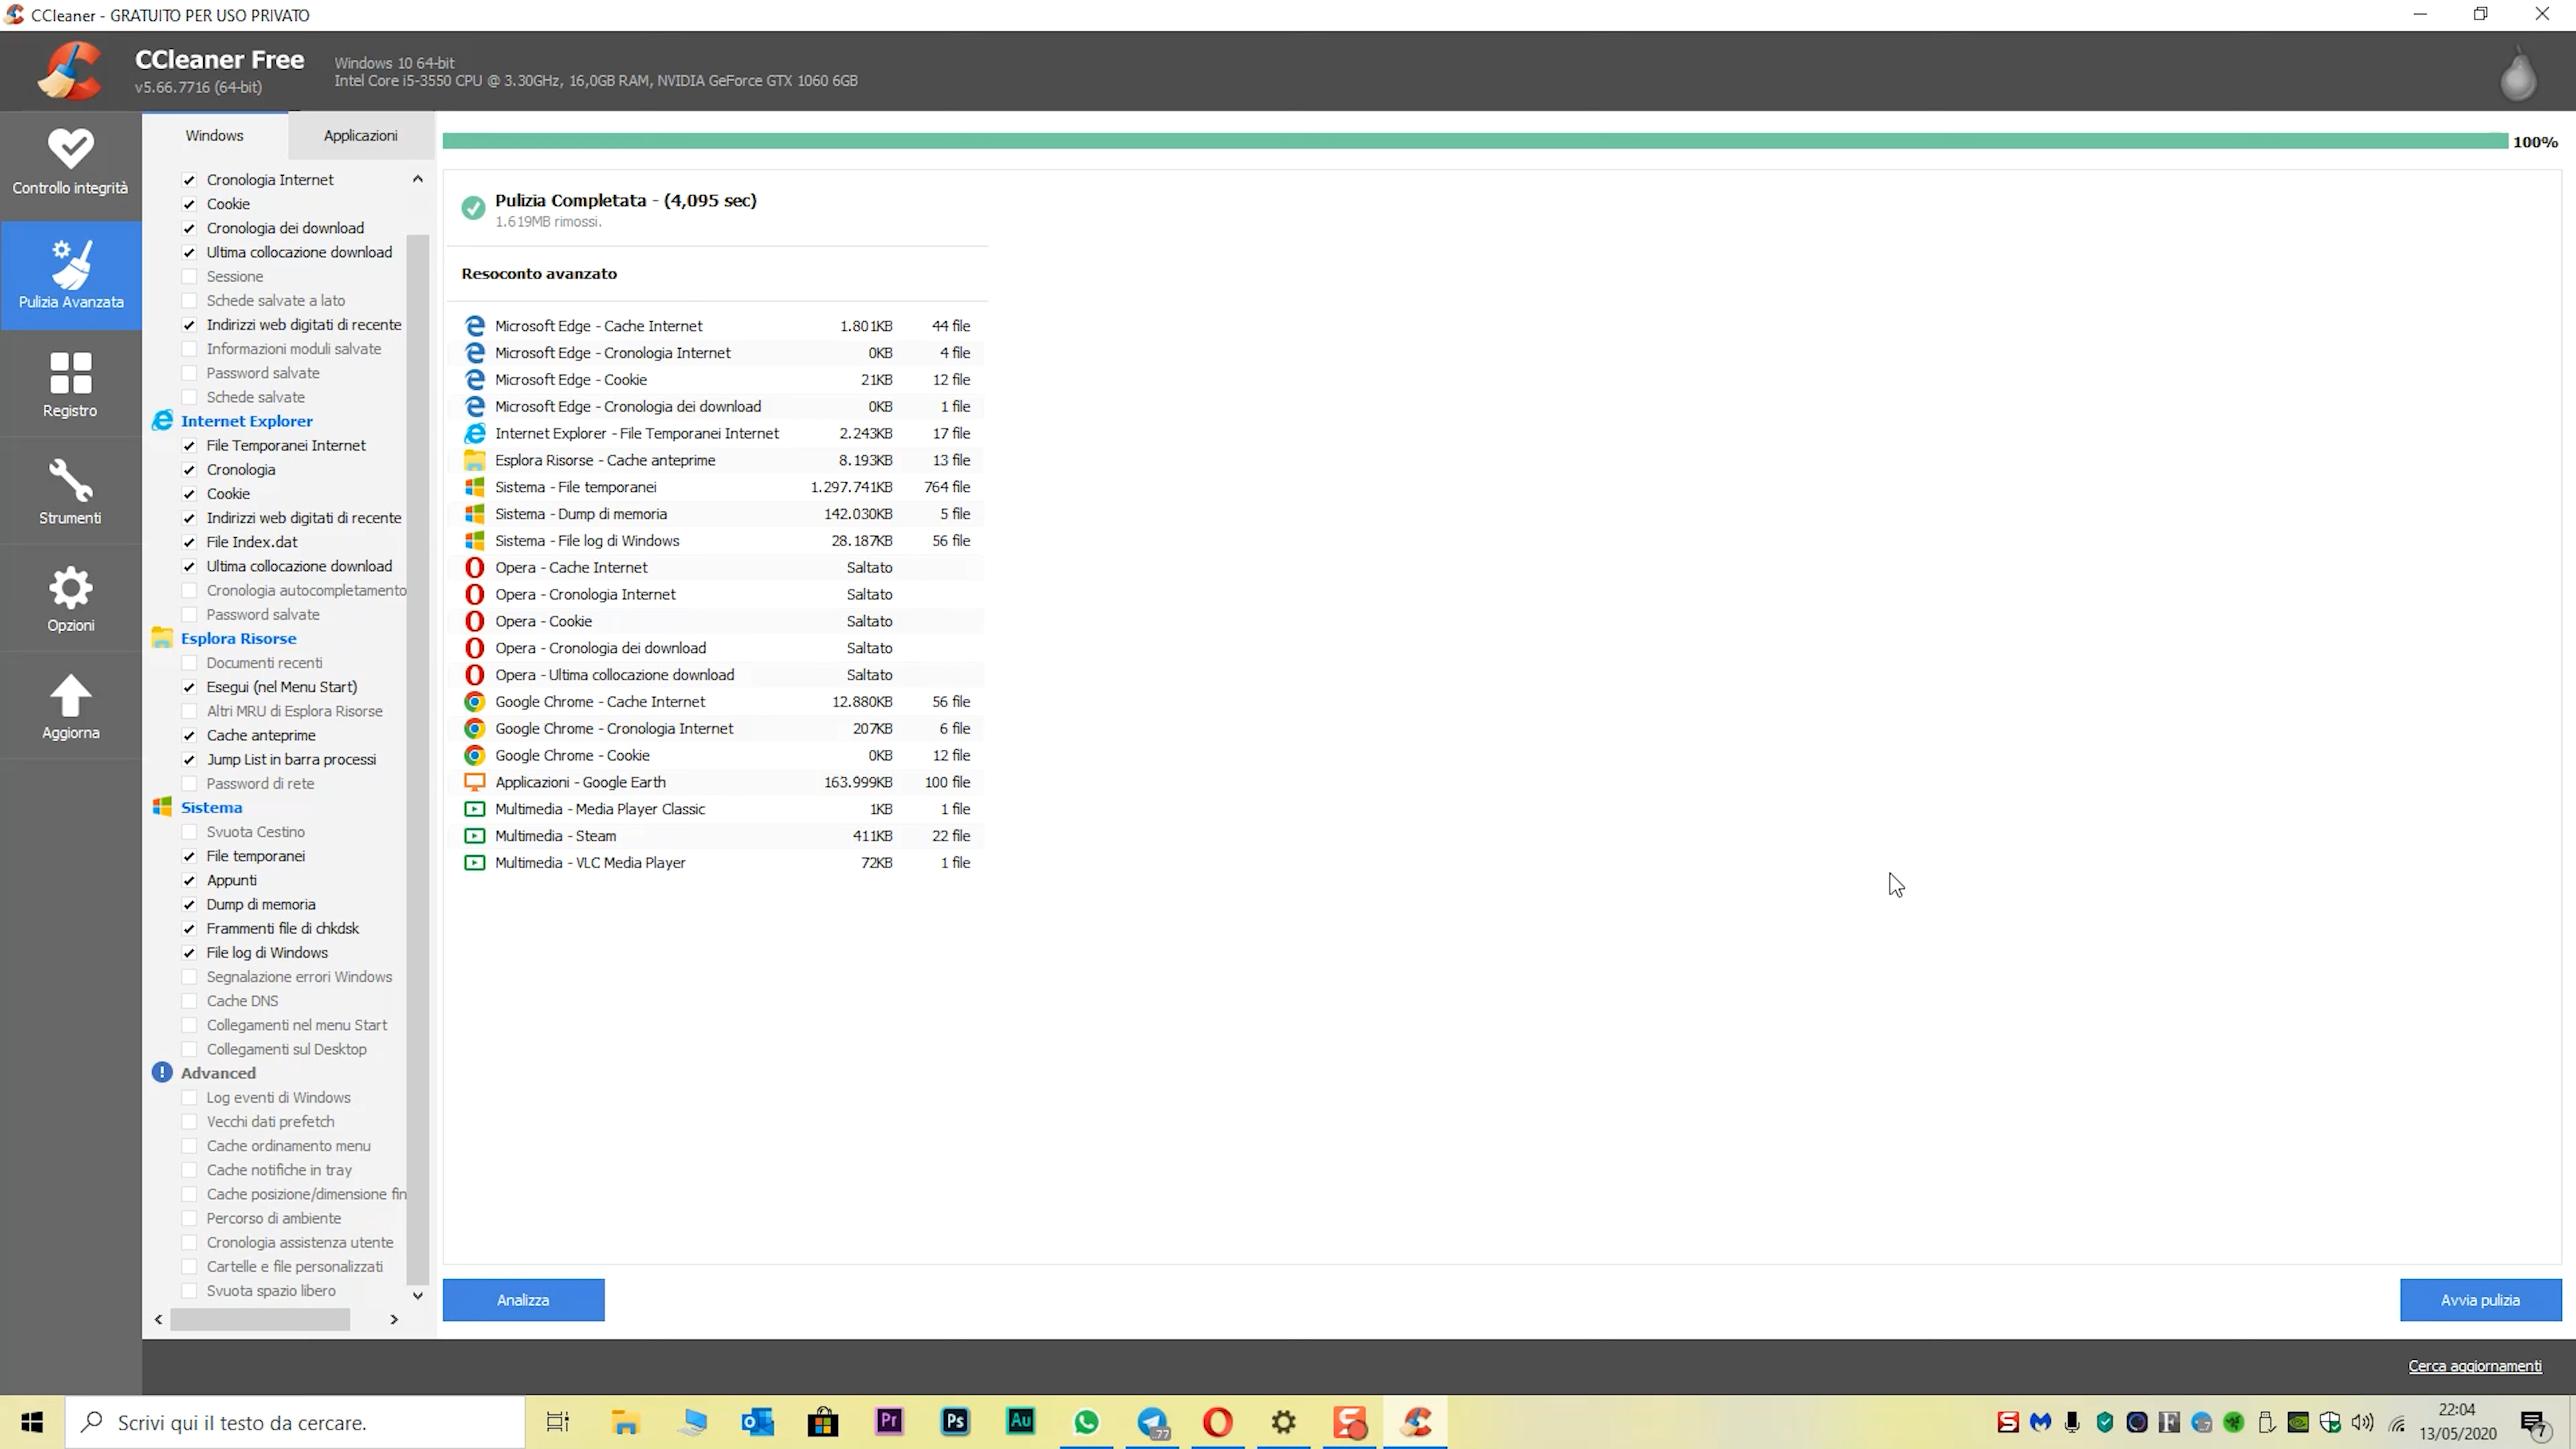 CCleaner - GRATUITO PER USO PRIVATO
CCleaner Free
v5.66.7716 (64-bit)
Windows 10 64-bit
Intel Core i5-3550 CPU @ 3.30GHz, 16,0GB RAM, NVIDIA GeForce GTX 1060 6GB
Controllo integrità
Pulizia Avanzata
Registro
Strumenti
Opzioni
Aggiorna
Windows
Applicazioni
Cronologia Internet
Cookie
Cronologia dei download
Ultima collocazione download
Sessione
Schede salvate a lato
Indirizzi web digitati di recente
Informazioni moduli salvate
Password salvate
Schede salvate
Internet Explorer
File Temporanei Internet
Cronologia
Cookie
Indirizzi web digitati di recente
File Index.dat
Ultima collocazione download
Cronologia autocompletamento
Password salvate
Esplora Risorse
Documenti recenti
Esegui (nel Menu Start)
Altri MRU di Esplora Risorse
Cache anteprime
Jump List in barra processi
Password di rete
Sistema
Svuota Cestino
File temporanei
Appunti
Dump di memoria
Frammenti file di chkdsk
File log di Windows
Segnalazione errori Windows
Cache DNS
Collegamenti nel menu Start
Collegamenti sul Desktop
Advanced
Log eventi di Windows
Vecchi dati prefetch
Cache ordinamento menu
Cache notifiche in tray
Cache posizione/dimensione fin
Percorso di ambiente
Cronologia assistenza utente
Cartelle e file personalizzati
Svuota spazio libero
100%
Pulizia Completata - (4,095 sec)
1.619MB rimossi.
Resoconto avanzato
Microsoft Edge - Cache Internet 1.801KB 44 file
Microsoft Edge - Cronologia Internet 0KB 4 file
Microsoft Edge - Cookie 21KB 12 file
Microsoft Edge - Cronologia dei download 0KB 1 file
Internet Explorer - File Temporanei Internet 2.243KB 17 file
Esplora Risorse - Cache anteprime 8.193KB 13 file
Sistema - File temporanei 1.297.741KB 764 file
Sistema - Dump di memoria 142.030KB 5 file
Sistema - File log di Windows 28.187KB 56 file
Opera - Cache Internet Saltato
Opera - Cronologia Internet Saltato
Opera - Cookie Saltato
Opera - Cronologia dei download Saltato
Opera - Ultima collocazione download Saltato
Google Chrome - Cache Internet 12.880KB 56 file
Google Chrome - Cronologia Internet 207KB 6 file
Google Chrome - Cookie 0KB 12 file
Applicazioni - Google Earth 163.999KB 100 file
Multimedia - Media Player Classic 1KB 1 file
Multimedia - Steam 411KB 22 file
Multimedia - VLC Media Player 72KB 1 file
Analizza
Avvia pulizia
Cerca aggiornamenti
Scrivi qui il testo da cercare.
Pr
Ps
Au
77
22:04
13/05/2020
7